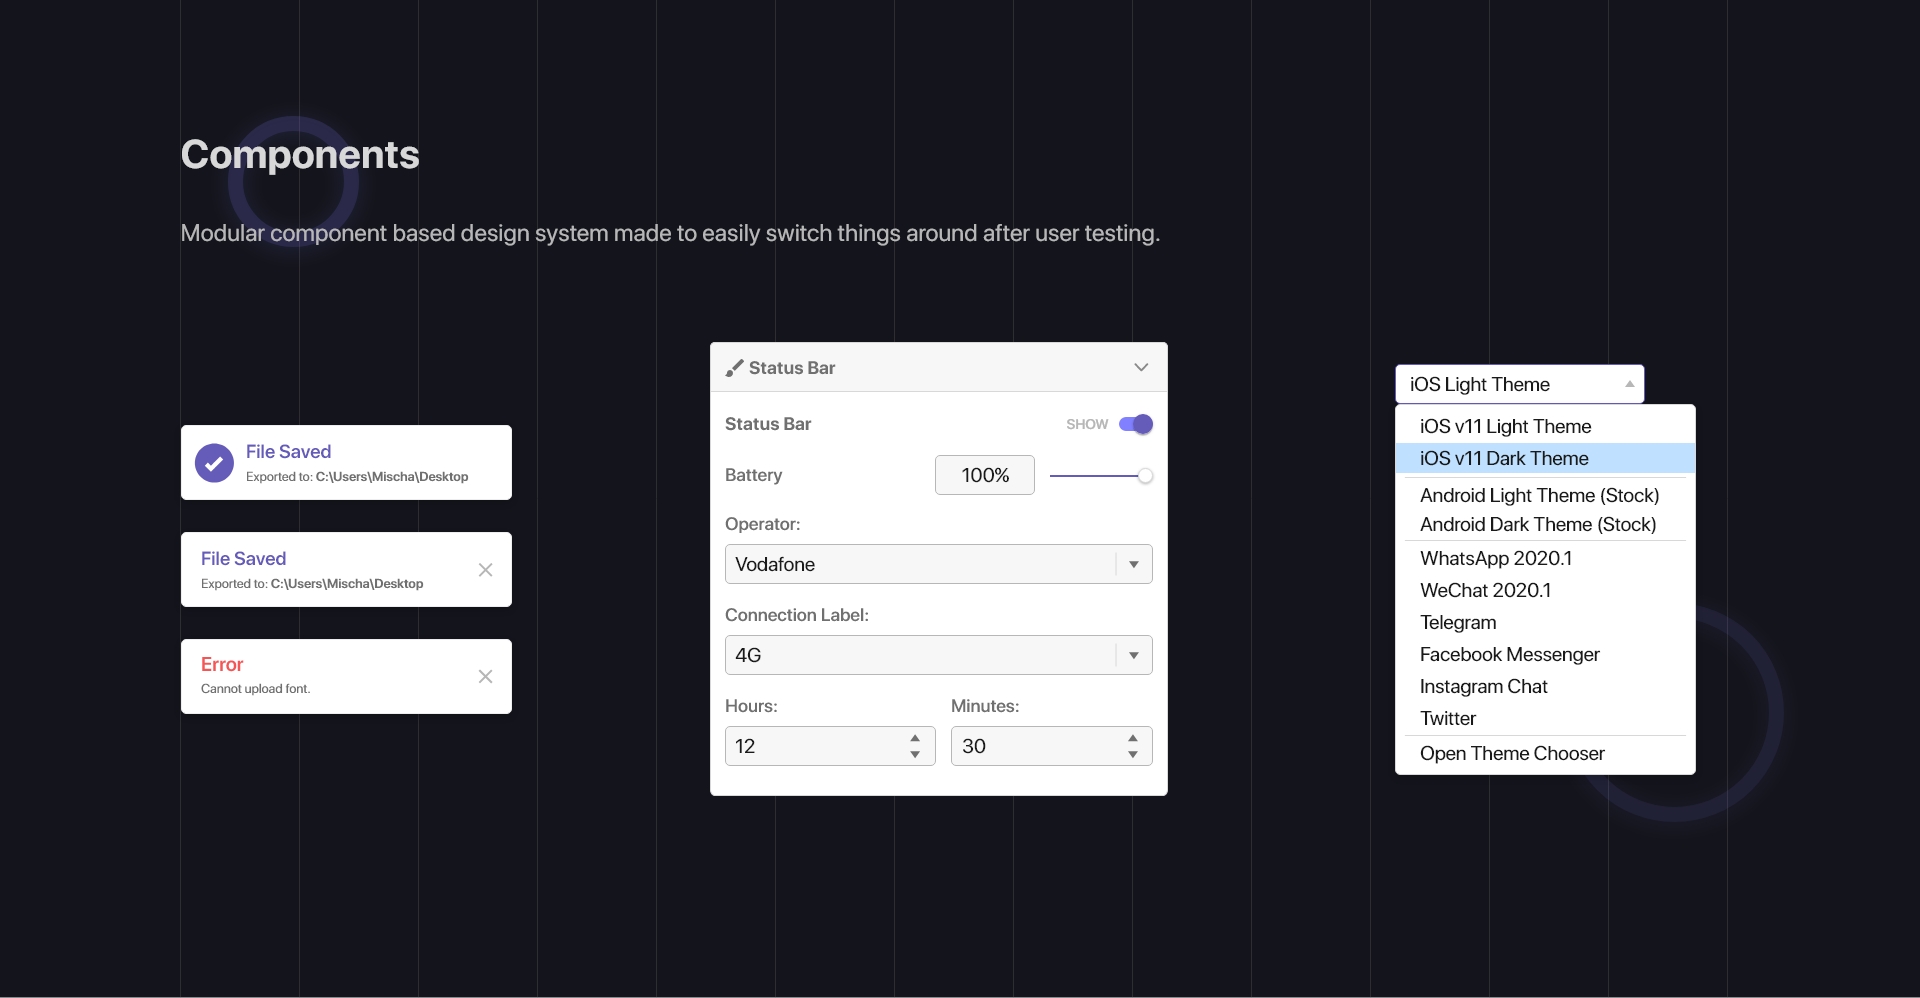 Components
Modular component based design system made to easily switch things around after user testing.
File Saved
Exported to: C:\Users\Mischa\Desktop
File Saved
Exported to: C:\Users\Mischa\Desktop
Error
Cannot upload font.
Status Bar
Status Bar SHOW
Battery 100%
Operator:
Vodafone
Connection Label:
4G
Hours: Minutes:
12 30
iOS Light Theme
iOS v11 Light Theme
iOS v11 Dark Theme
Android Light Theme (Stock)
Android Dark Theme (Stock)
WhatsApp 2020.1
WeChat 2020.1
Telegram
Facebook Messenger
Instagram Chat
Twitter
Open Theme Chooser